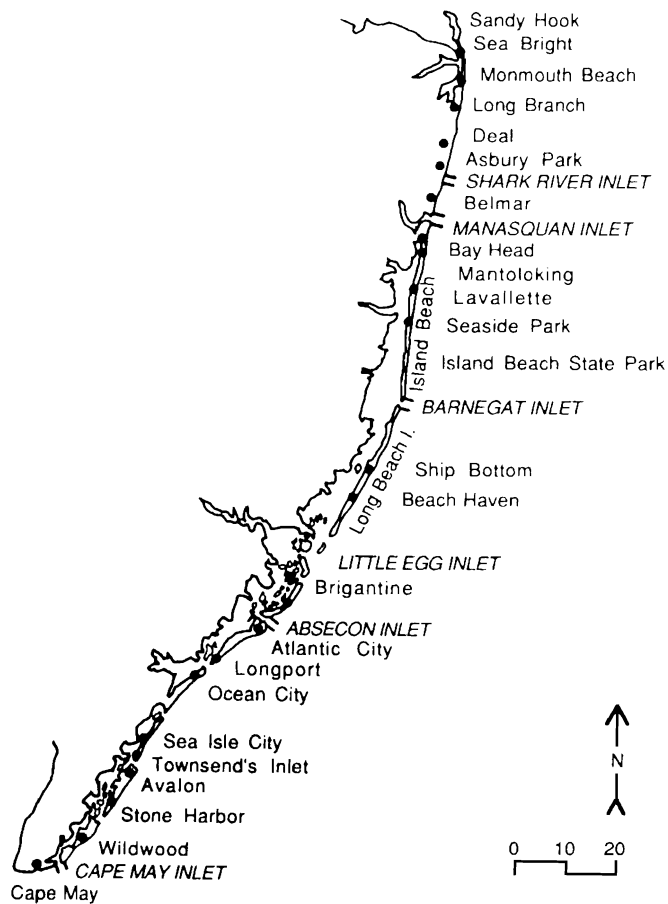 Sandy Hook
Sea Bright
Monmouth Beach
Long Branch
Deal
Asbury Park
SHARK RIVER INLET
Belmar
MANASQUAN INLET
Bay Head
Mantoloking
Lavallette
Island Beach
Seaside Park
Island Beach State Park
BARNEGAT INLET
Long Beach I.
Ship Bottom
Beach Haven
LITTLE EGG INLET
Brigantine
ABSECON INLET
Atlantic City
Longport
Ocean City
Sea Isle City
Townsend's Inlet
Avalon
Stone Harbor
Wildwood
CAPE MAY INLET
Cape May
N
0 10 20